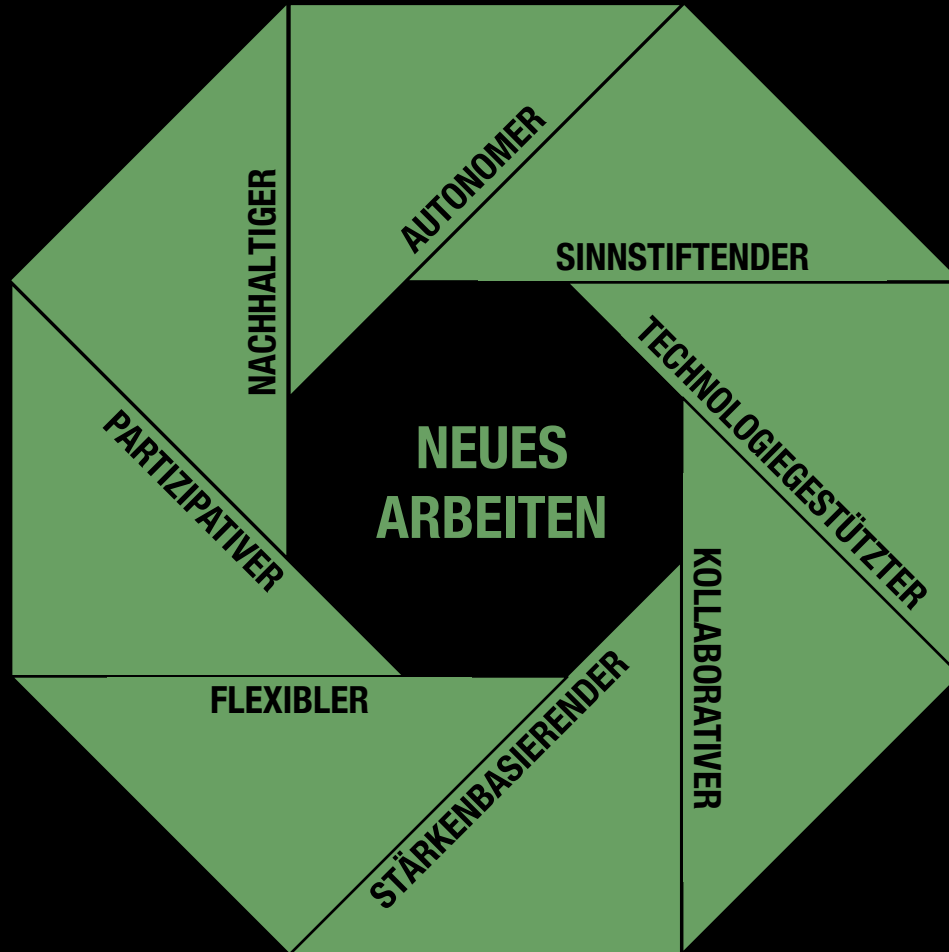 NACHHALTIGER
AUTONOMER
SINNSTIFTENDER
TECHNOLOGIEGESTÜTZTER
KOLLABORATIVER
STÄRKENBASIERENDER
FLEXIBLER
PARTIZIPATIVER
NEUES
ARBEITEN